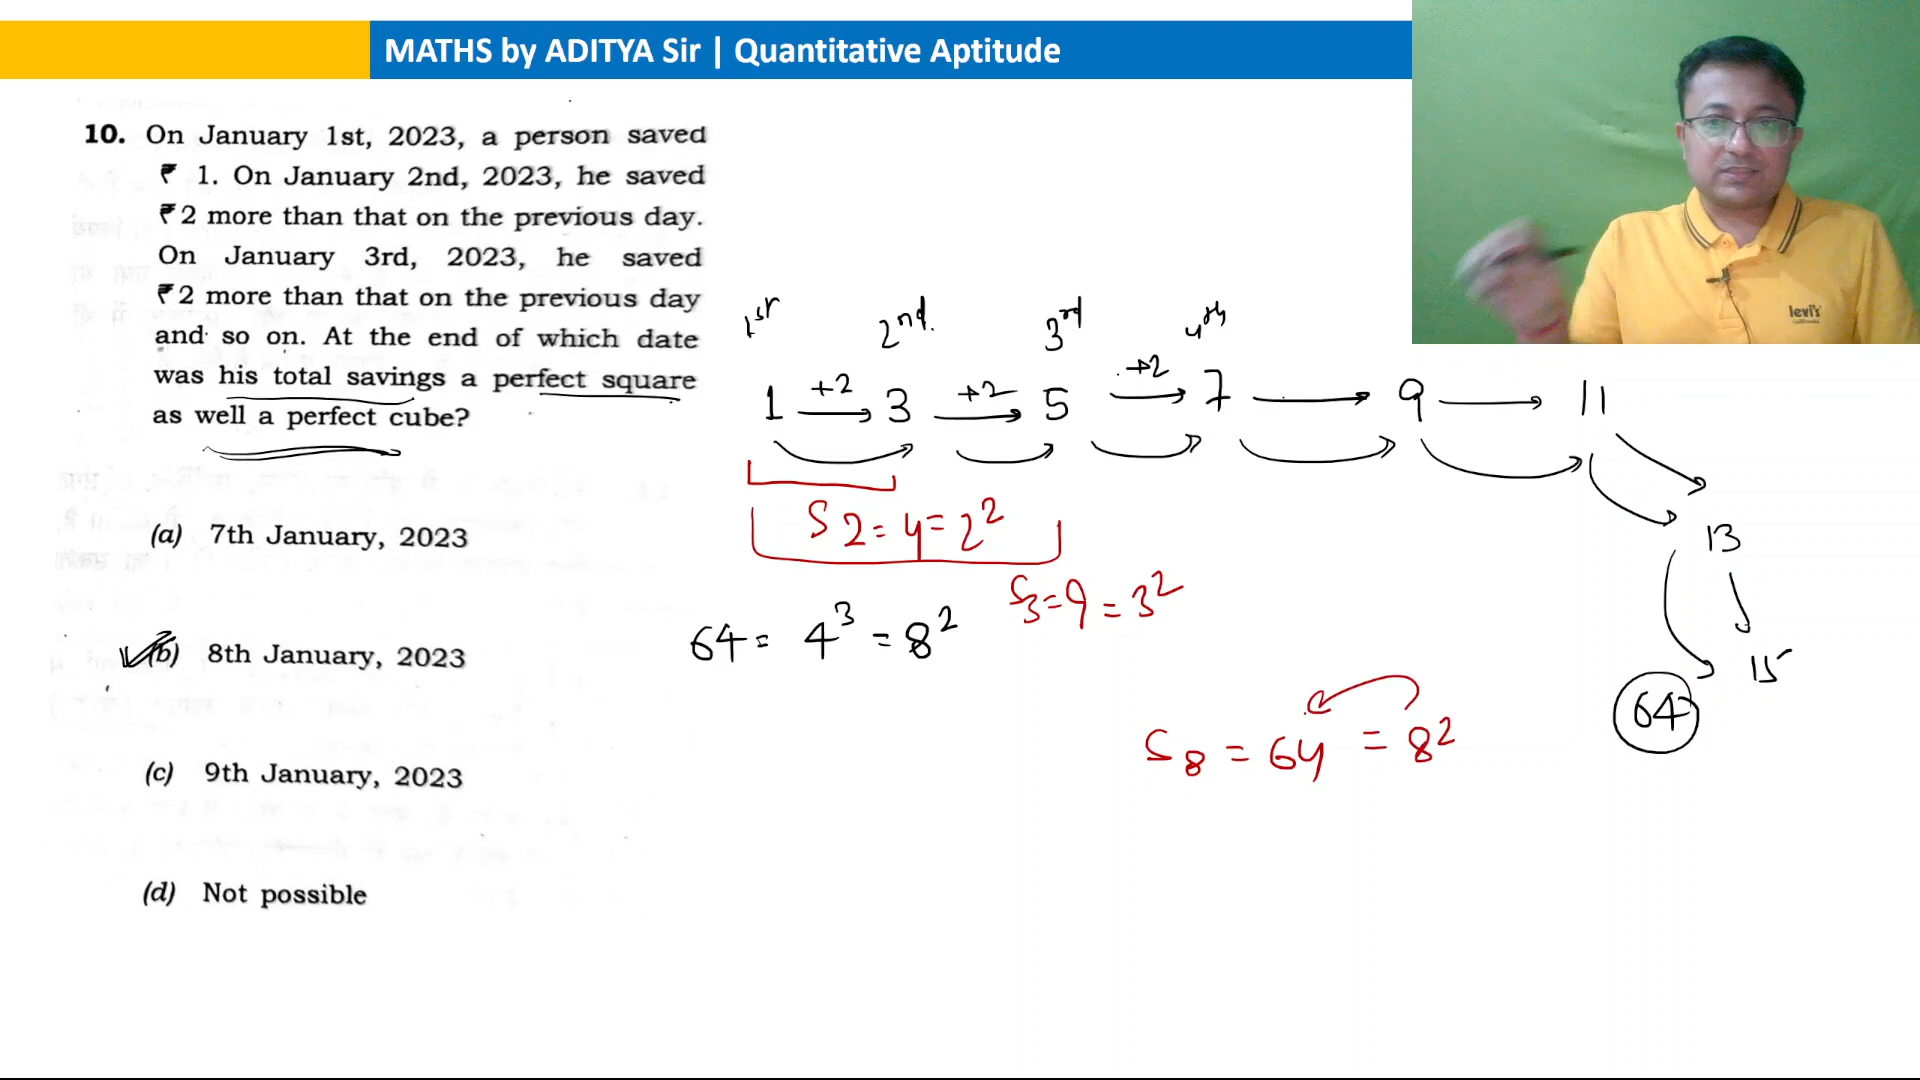 MATHS by ADITYA Sir | Quantitative Aptitude
10. On January 1st, 2023, a person saved
₹ 1. On January 2nd, 2023, he saved
₹ 2 more than that on the previous day.
On January 3rd, 2023, he saved
₹ 2 more than that on the previous day
and so on. At the end of which date
was his total savings a perfect square
as well a perfect cube?
(a) 7th January, 2023
(b) 8th January, 2023
(c) 9th January, 2023
(d) Not possible
1st 2nd. 3rd 4th
+2 +2 +2
1 3 5 7 9 11
13
15
64
S2 = 4 = 2²
S3 = 9 = 3²
64 = 4³ = 8²
S8 = 64 = 8²
levi's